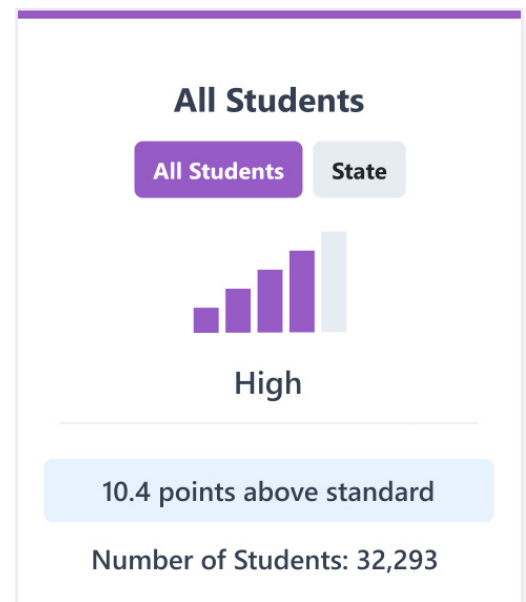 All Students
All Students State
High
10.4 points above standard
Number of Students: 32,293